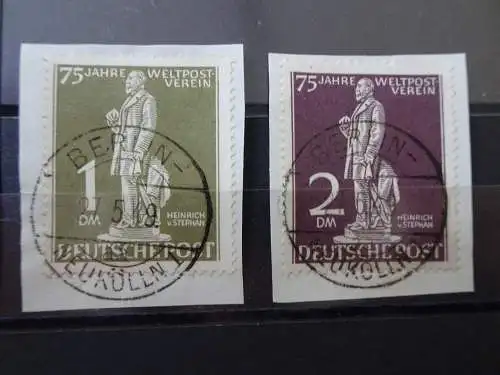 75 JAHRE WELTPOST-
VEREIN
BERLIN-
1
DM
HEINRICH
v. STEPHAN
DEUTSCHE POST
NEUKÖLLN
75 JAHRE WELTPOST-
VEREIN
BERLIN-
2
DM
HEINRICH
v. STEPHAN
DEUTSCHE POST
NEUKÖLLN